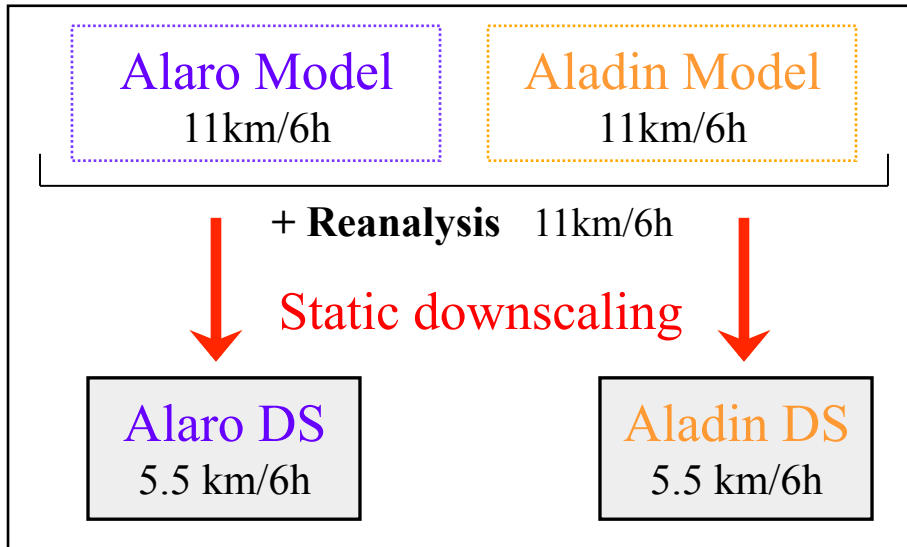 Alaro Model
11km/6h
Aladin Model
11km/6h
+ Reanalysis 11km/6h
Static downscaling
Alaro DS
5.5 km/6h
Aladin DS
5.5 km/6h